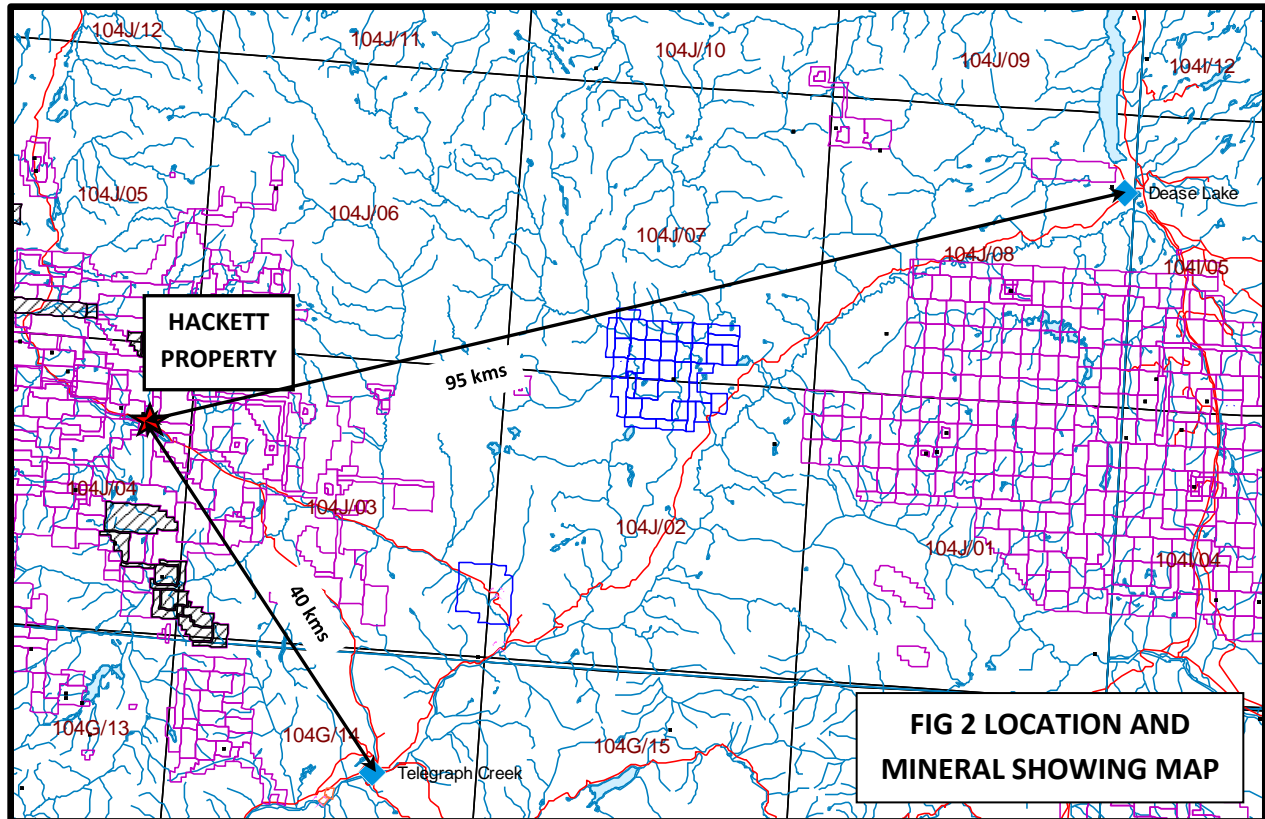 104J/12
104J/11
104J/10
104J/09
104I/12
104J/05
104J/06
Dease Lake
104J/07
104J/08
104I/05
HACKETT
PROPERTY
95 kms
104J/04
104J/03
104J/02
104J/01
104I/04
40 kms
104G/13
104G/14
104G/15
Telegraph Creek
FIG 2 LOCATION AND
MINERAL SHOWING MAP